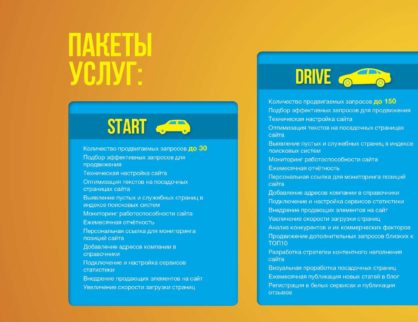 ПАКЕТЫ
УСЛУГ:
START
Количество продвигаемых запросов до 30
Подбор эффективных запросов для
продвижения
Техническая настройка сайта
Оптимизация текстов на посадочных
страницах сайта
Выявление пустых и служебных страниц в
индексе поисковых систем
Мониторинг работоспособности сайта
Ежемесячная отчётность
Персональная ссылка для мониторинга
позиций сайта
Добавление адресов компании в
справочники
Подключение и настройка сервисов
статистики
Внедрение продающих элементов на сайт
Увеличение скорости загрузки страниц
DRIVE
Количество продвигаемых запросов до 150
Подбор эффективных запросов для продвижения
Техническая настройка сайта
Оптимизация текстов на посадочных страницах
сайта
Выявление пустых и служебных страниц в индексе
поисковых систем
Мониторинг работоспособности сайта
Ежемесячная отчётность
Персональная ссылка для мониторинга позиций
сайта
Добавление адресов компании в справочники
Подключение и настройка сервисов статистики
Внедрение продающих элементов на сайт
Увеличение скорости загрузки страниц
Анализ конкурентов и их коммерческих факторов
Продвижение дополнительных запросов близких к
ТОП10
Разработка стратегии контентного наполнения
сайта
Визуальная проработка посадочных страниц
Ежемесячная публикация новых статей в блог
Регистрация в белых сервисах и публикация
отзывов